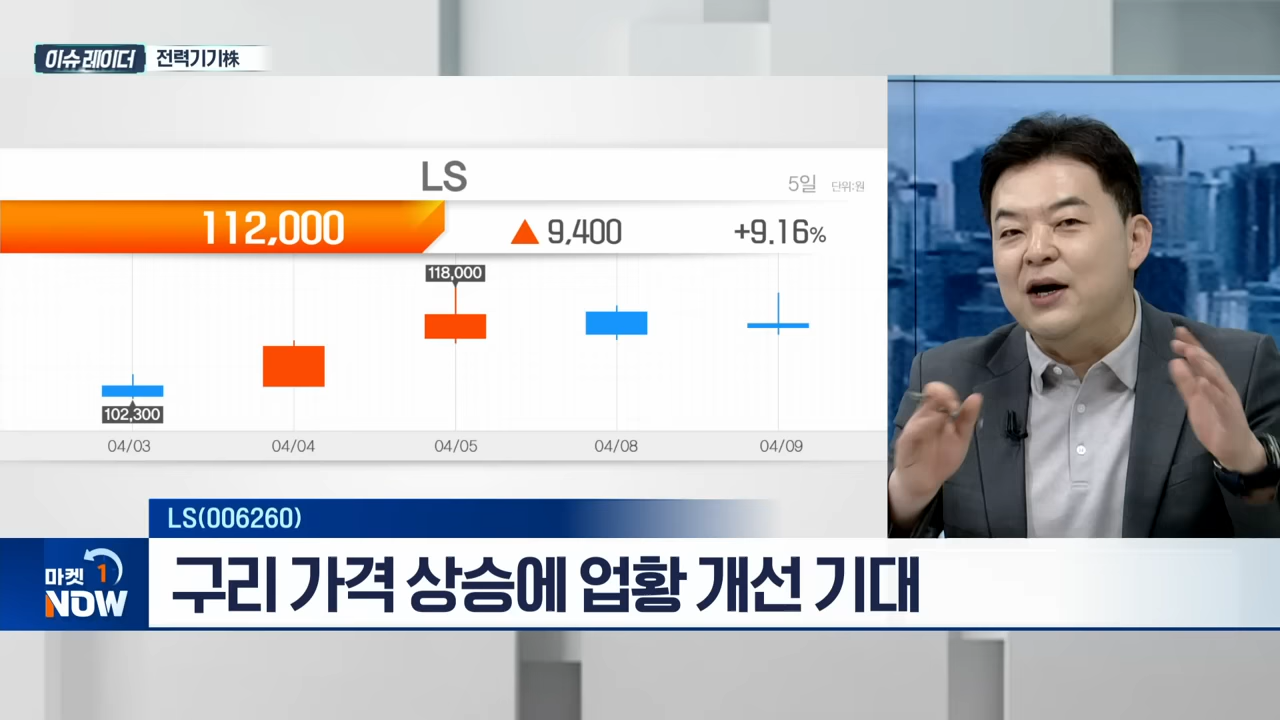 이슈레이더 전력기기株
LS
5일 단위:원
112,000 ▲ 9,400 +9.16%
118,000
102,300
04/03 04/04 04/05 04/08 04/09
LS(006260)
마켓 1
NOW
구리 가격 상승에 업황 개선 기대